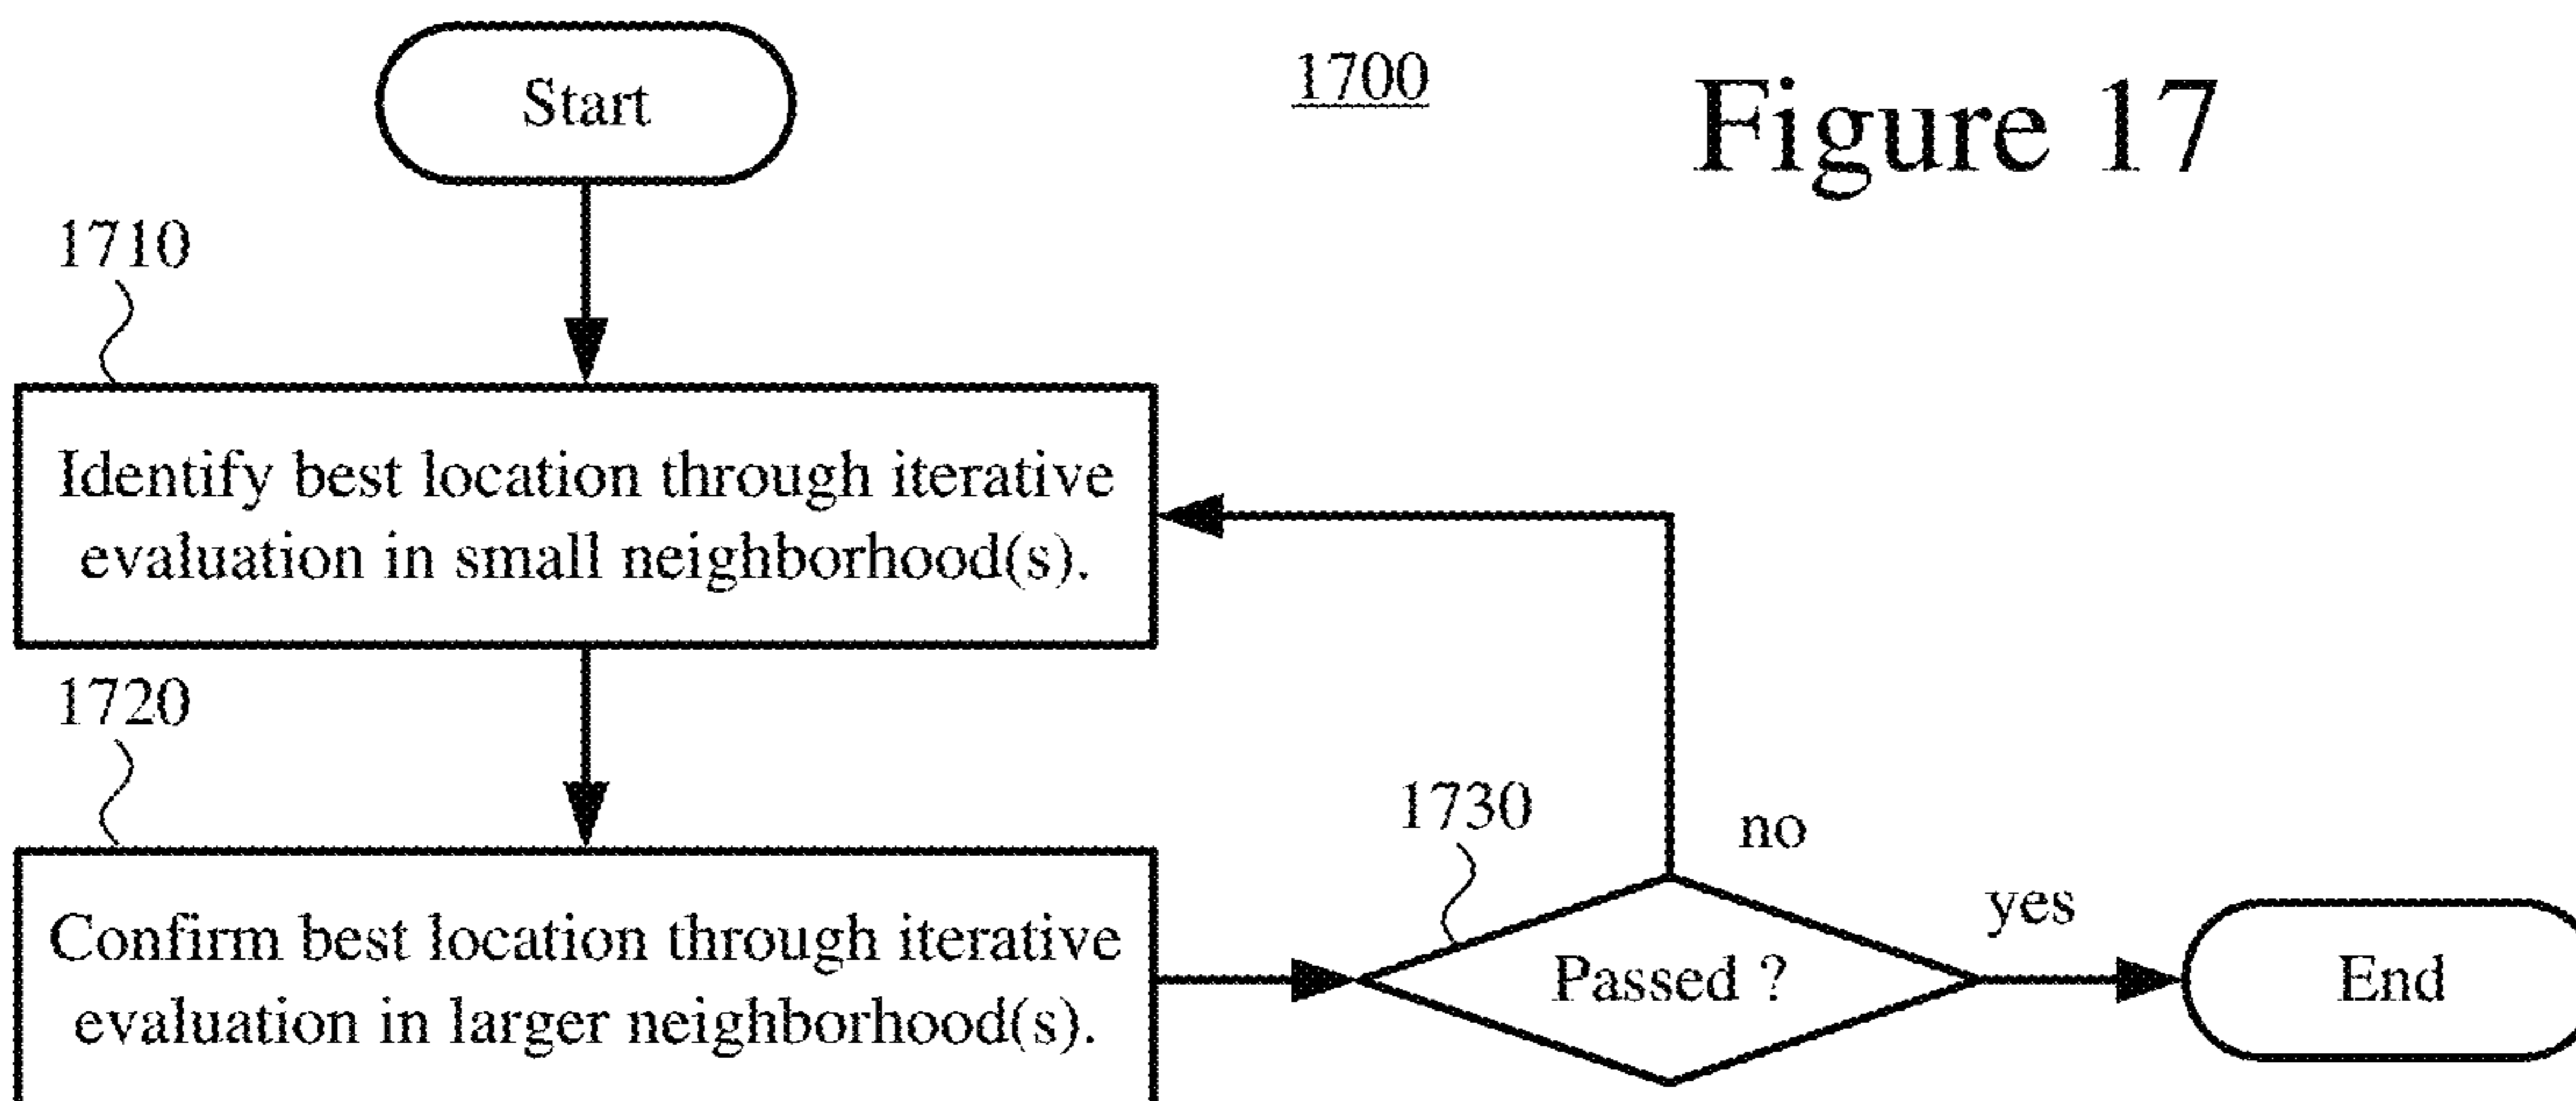 Start
1700
Figure 17
1710
Identify best location through iterative
evaluation in small neighborhood(s).
1720
1730
no
yes
Confirm best location through iterative
evaluation in larger neighborhood(s).
Passed ?
End